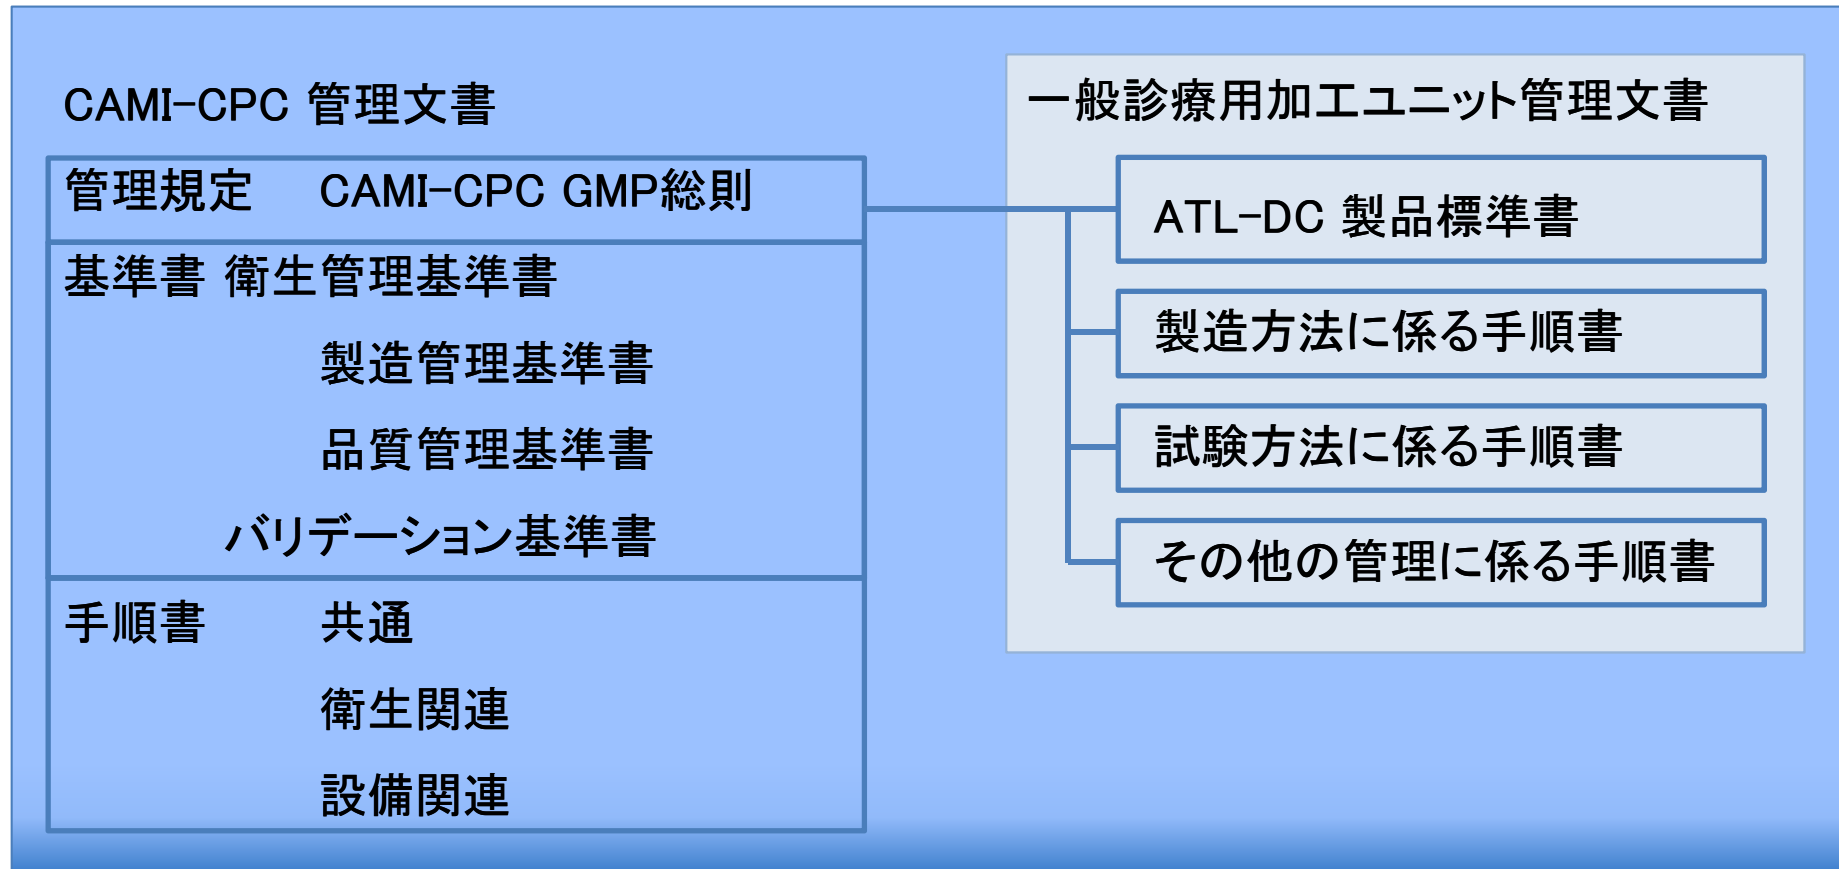 CAMI-CPC 管理文書
管理規定 CAMI-CPC GMP総則
基準書 衛生管理基準書
製造管理基準書
品質管理基準書
バリデーション基準書
手順書 共通
衛生関連
設備関連
一般診療用加工ユニット管理文書
ATL-DC 製品標準書
製造方法に係る手順書
試験方法に係る手順書
その他の管理に係る手順書